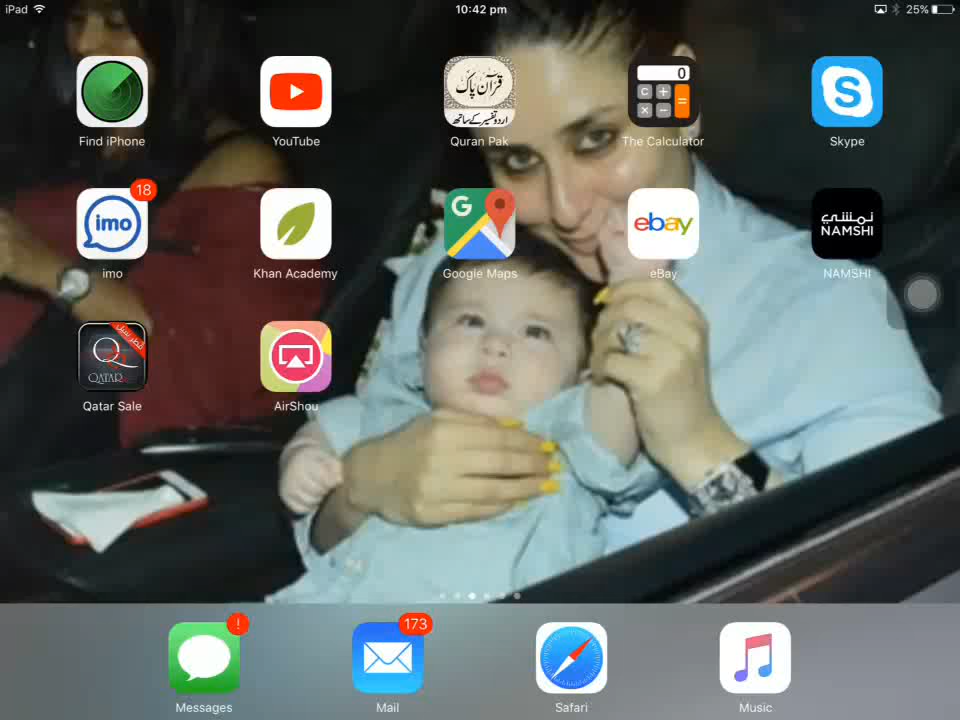 iPad 10:42 pm 25%
قرآن پاک
0
C + = × −
S
اردو تفسیر کے ساتھ
Find iPhone YouTube Quran Pak The Calculator Skype
18
imo G ebay نمشي
NAMSHI
imo Khan Academy Google Maps eBay NAMSHI
قطر سيل
QATAR
Qatar Sale AirShou
! 173
Messages Mail Safari Music